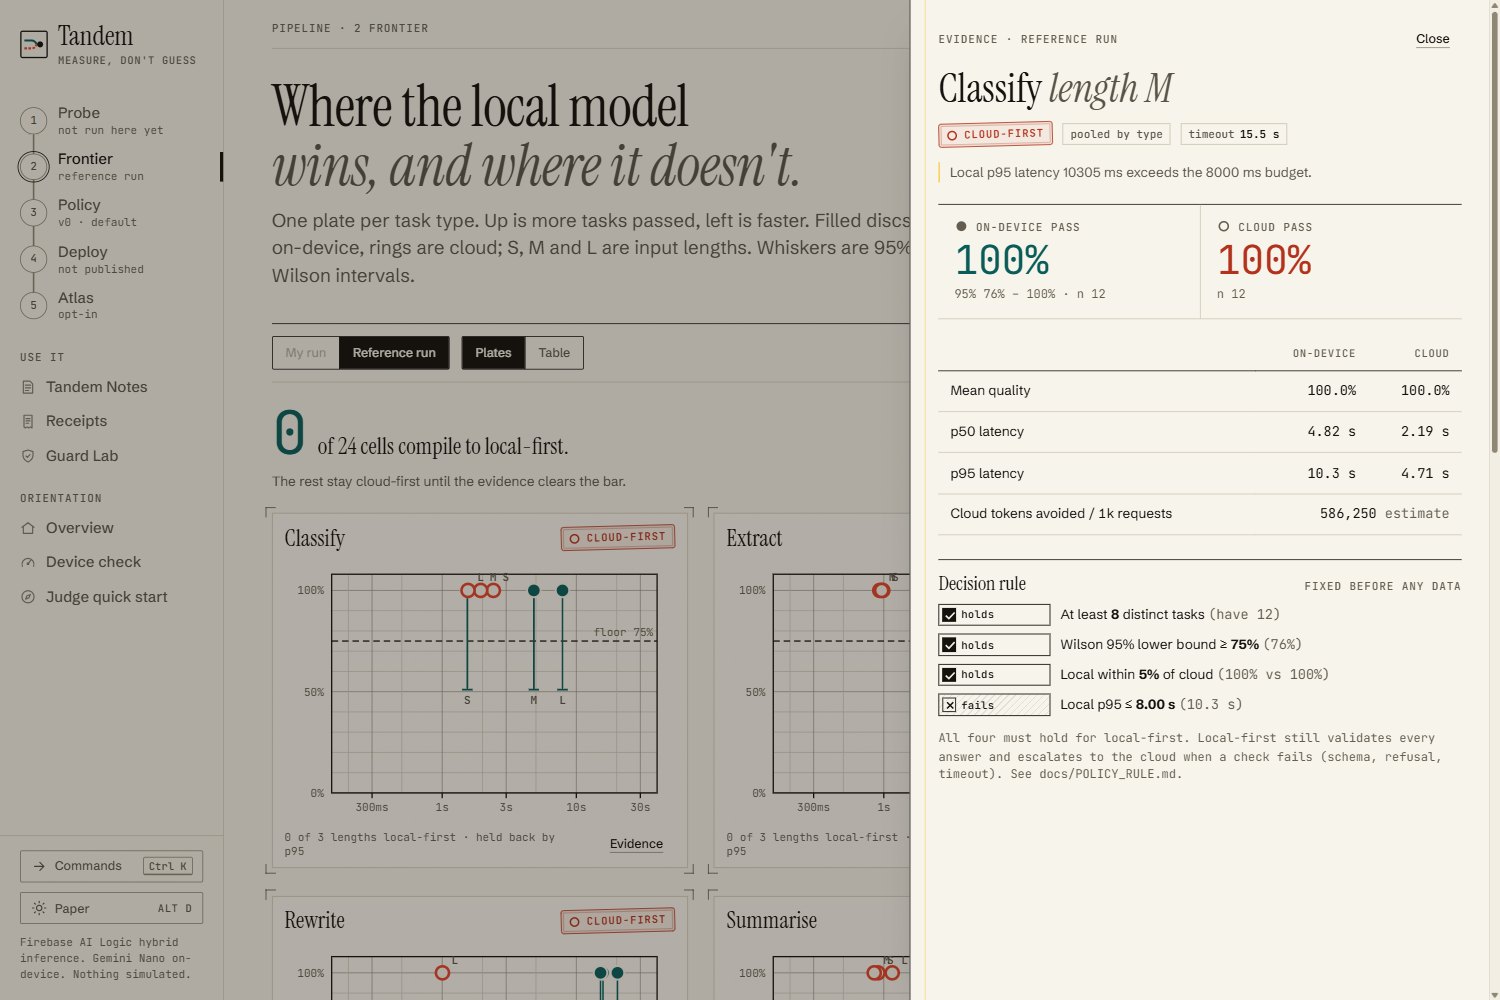 Tandem
MEASURE, DON'T GUESS
1 Probe
not run here yet
2 Frontier
reference run
3 Policy
v0 · default
4 Deploy
not published
5 Atlas
opt-in
USE IT
Tandem Notes
Receipts
Guard Lab
ORIENTATION
Overview
Device check
Judge quick start
Commands Ctrl K
Paper ALT D
Firebase AI Logic hybrid
inference. Gemini Nano on-
device. Nothing simulated.
PIPELINE · 2 FRONTIER
Where the local model
wins, and where it doesn't.
One plate per task type. Up is more tasks passed, left is faster. Filled discs
on-device, rings are cloud; S, M and L are input lengths. Whiskers are 95%
Wilson intervals.
My run Reference run Plates Table
0 of 24 cells compile to local-first.
The rest stay cloud-first until the evidence clears the bar.
Classify CLOUD-FIRST
L M S
100%
floor 75%
50%
S M L
0%
300ms 1s 3s 10s 30s
0 of 3 lengths local-first · held back by
p95
Evidence
Extract
100%
50%
0%
300ms 1s
0 of 3 lengths local-first ·
p95
Rewrite CLOUD-FIRST
L
100%
Summarise
L
100%
EVIDENCE · REFERENCE RUN
Close
Classify length M
CLOUD-FIRST pooled by type timeout 15.5 s
Local p95 latency 10305 ms exceeds the 8000 ms budget.
ON-DEVICE PASS
100%
95% 76% – 100% · n 12
CLOUD PASS
100%
n 12
ON-DEVICE CLOUD
Mean quality 100.0% 100.0%
p50 latency 4.82 s 2.19 s
p95 latency 10.3 s 4.71 s
Cloud tokens avoided / 1k requests 586,250 estimate
Decision rule FIXED BEFORE ANY DATA
holds At least 8 distinct tasks (have 12)
holds Wilson 95% lower bound ≥ 75% (76%)
holds Local within 5% of cloud (100% vs 100%)
fails Local p95 ≤ 8.00 s (10.3 s)
All four must hold for local-first. Local-first still validates every
answer and escalates to the cloud when a check fails (schema, refusal,
timeout). See docs/POLICY_RULE.md.